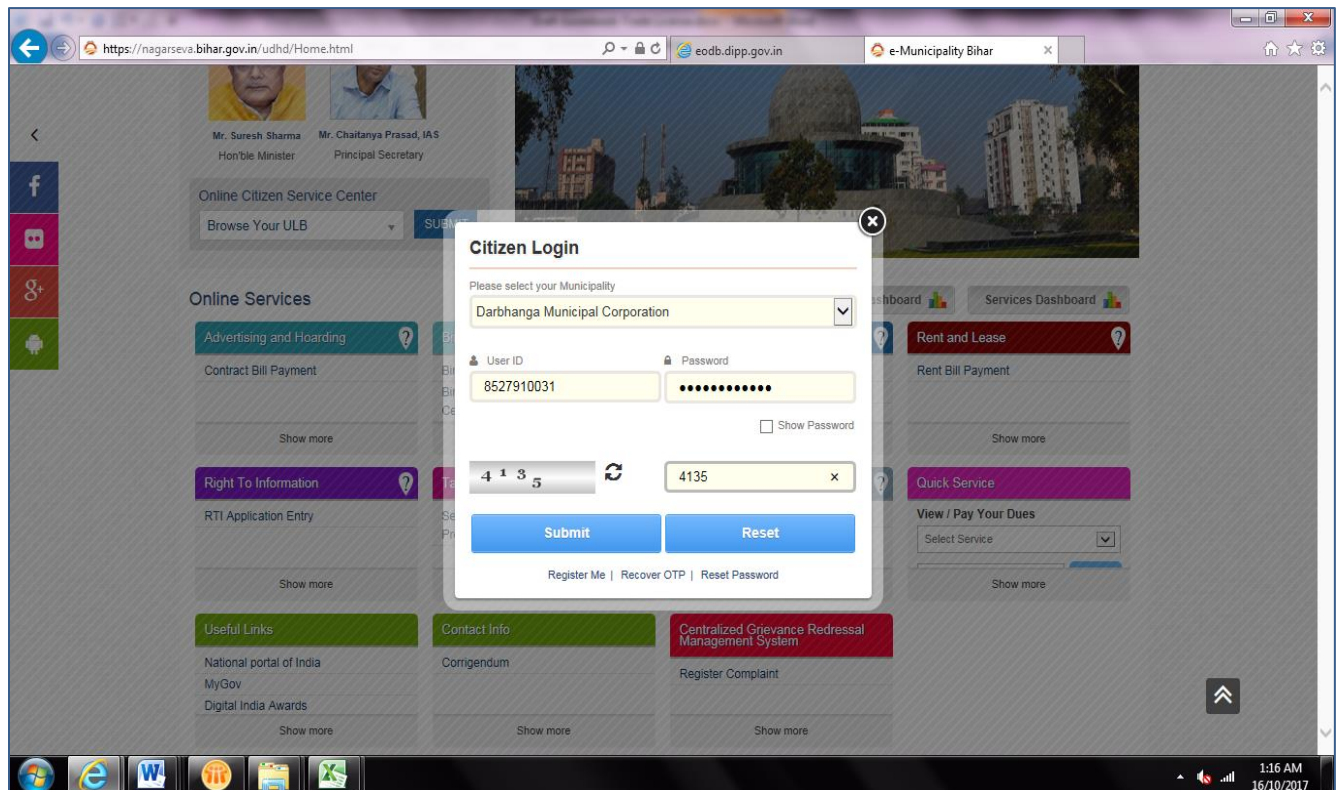 https://nagarseva.bihar.gov.in/udhd/Home.html
eodb.dipp.gov.in
e-Municipality Bihar
Mr. Suresh Sharma
Hon'ble Minister
Mr. Chaitanya Prasad, IAS
Principal Secretary
f
Online Citizen Service Center
Browse Your ULB
g+
Citizen Login
Please select your Municipality
Darbhanga Municipal Corporation
User ID
Password
8527910031
Show Password
4 1 3 5
4135
Submit
Reset
Register Me | Recover OTP | Reset Password
Online Services
Services Dashboard
Advertising and Hoarding
?
Contract Bill Payment
Show more
Rent and Lease
?
Rent Bill Payment
Show more
Right To Information
?
RTI Application Entry
Show more
Quick Service
View / Pay Your Dues
Select Service
Show more
Useful Links
National portal of India
MyGov
Digital India Awards
Show more
Contact Info
Corrigendum
Show more
Centralized Grievance Redressal
Management System
Register Complaint
Show more
1:16 AM
16/10/2017